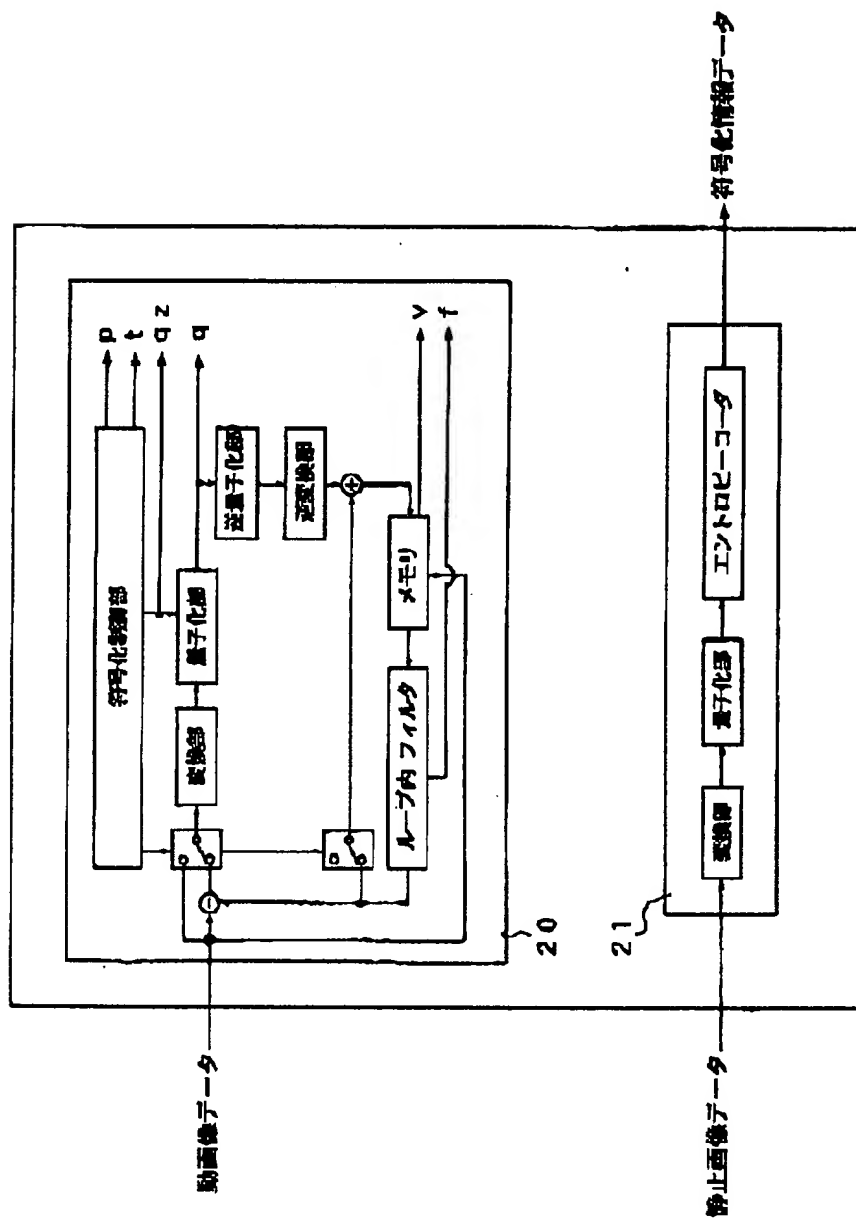 動画像データ
符号化制御部
変換部
量子化部
逆量子化部
逆変換部
メモリ
ループ内 フィルタ
p
t
qz
q
v
f
20
静止画像データ
変換部
量子化部
エントロピーコーダ
21
符号化情報データ